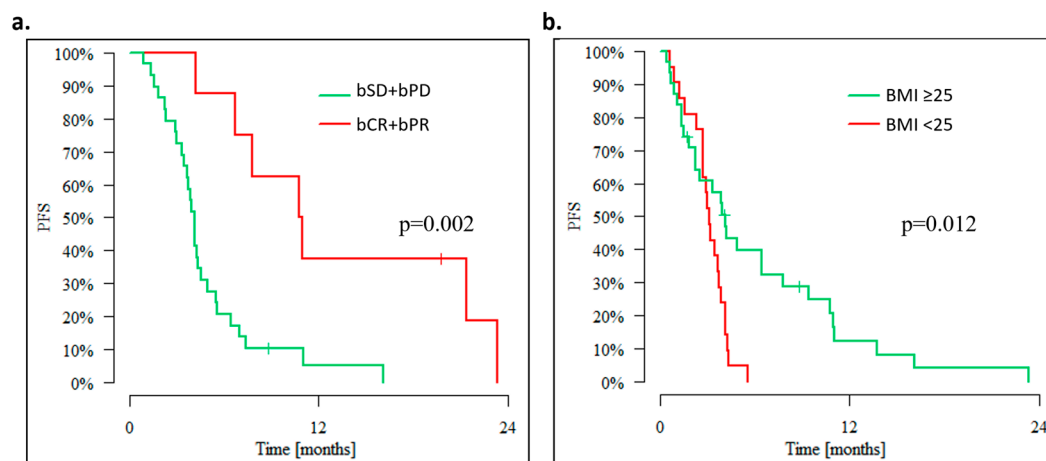 a.
100%
90%
80%
70%
60%
50%
40%
30%
20%
10%
0%
PFS
bSD+bPD
bCR+bPR
p=0.002
0
12
24
Time [months]
b.
100%
90%
80%
70%
60%
50%
40%
30%
20%
10%
0%
PFS
BMI ≥25
BMI <25
p=0.012
0
12
24
Time [months]